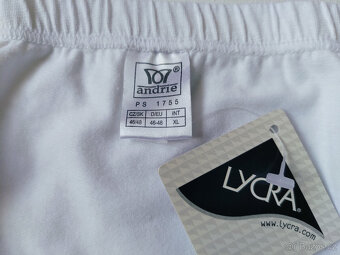 andrie®
PS 1755
CZ/SK D/EU INT
46/48 46-48 XL
LYCRA®
www.lycra.com